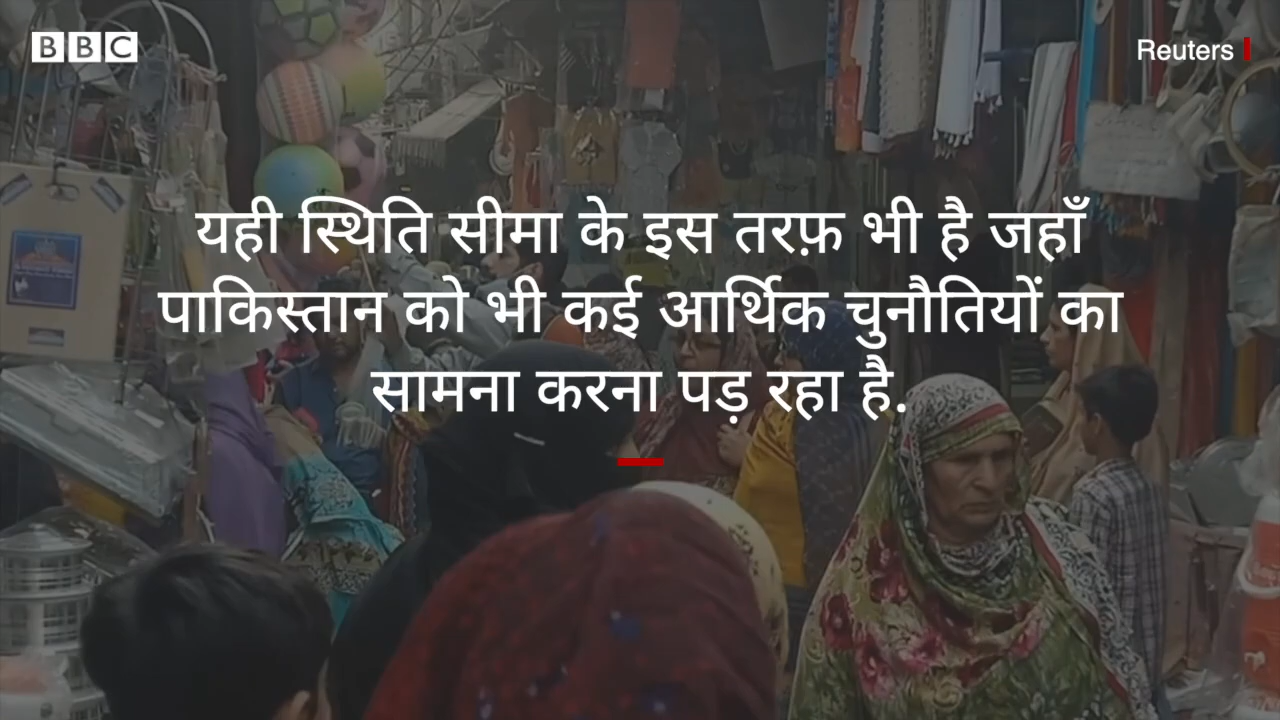 BBC
Reuters
यही स्थिति सीमा के इस तरफ़ भी है जहाँ
पाकिस्तान को भी कई आर्थिक चुनौतियों का
सामना करना पड़ रहा है.